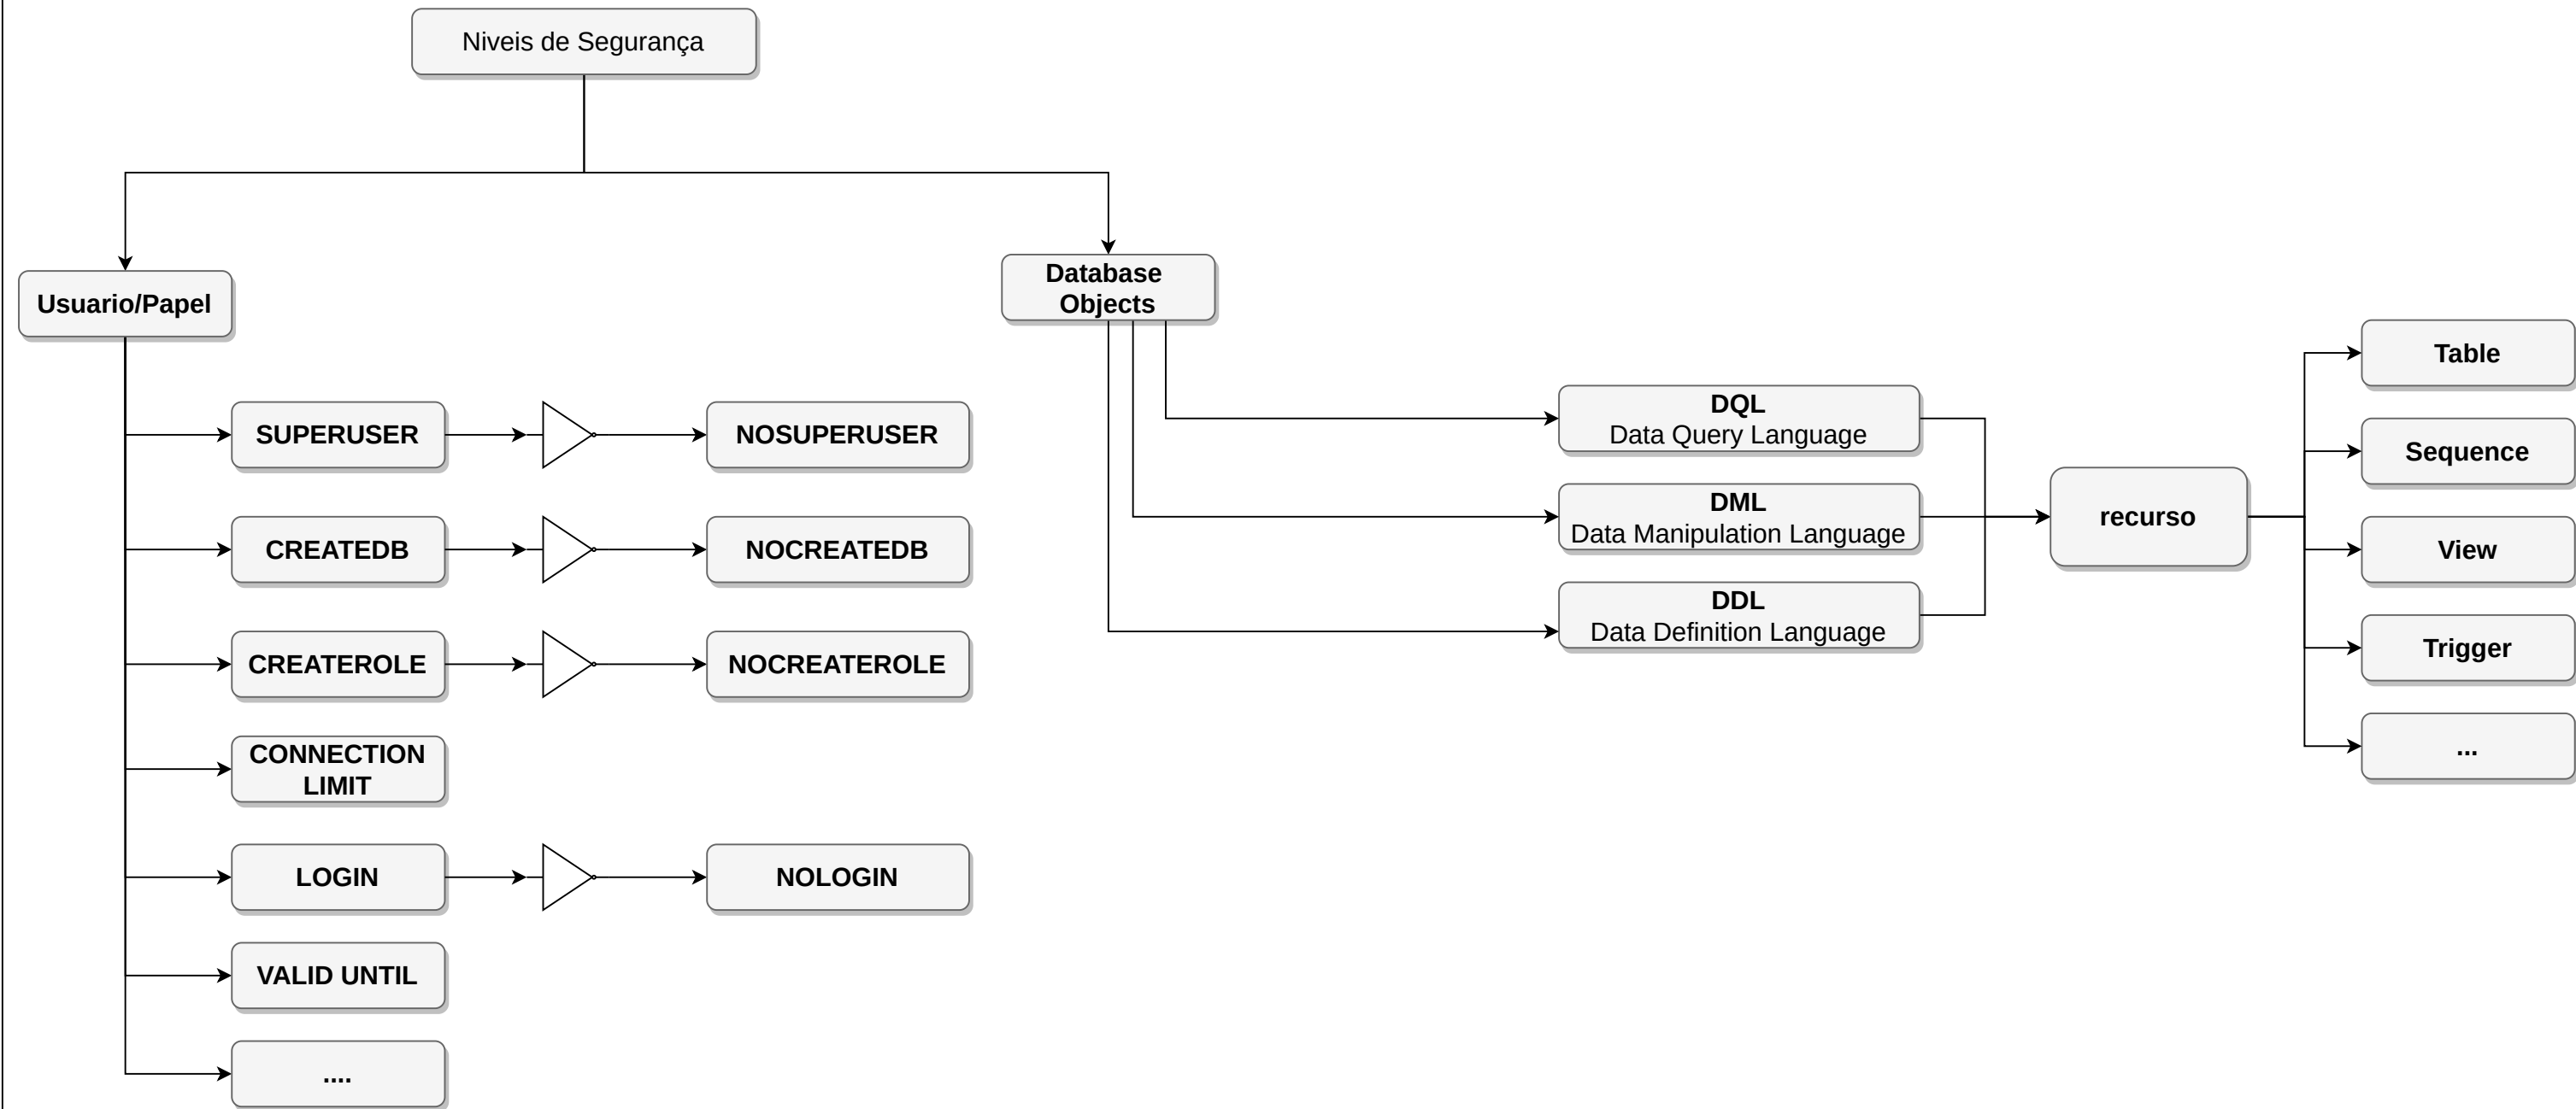 Niveis de Segurança
Usuario/Papel
SUPERUSER
NOSUPERUSER
CREATEDB
NOCREATEDB
CREATEROLE
NOCREATEROLE
CONNECTION
LIMIT
LOGIN
NOLOGIN
VALID UNTIL
....
Database
Objects
DQL
Data Query Language
DML
Data Manipulation Language
DDL
Data Definition Language
recurso
Table
Sequence
View
Trigger
...